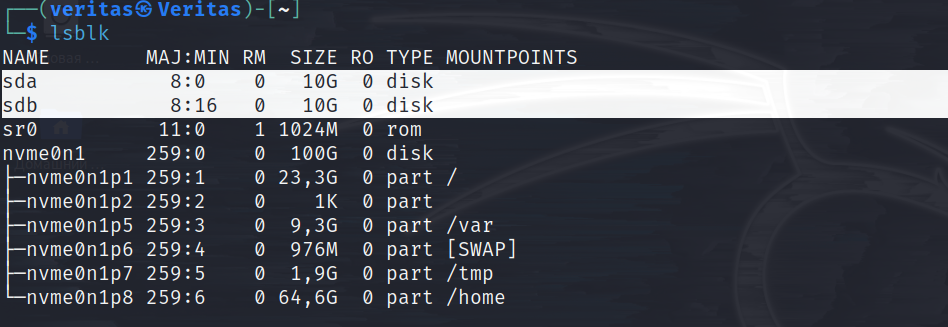 ┌──(veritas㉿Veritas)-[~]
└─$ lsblk
NAME        MAJ:MIN RM  SIZE RO TYPE MOUNTPOINTS
sda           8:0    0   10G  0 disk
sdb           8:16   0   10G  0 disk
sr0          11:0    1 1024M  0 rom
nvme0n1     259:0    0  100G  0 disk
├─nvme0n1p1 259:1    0 23,3G  0 part /
├─nvme0n1p2 259:2    0    1K  0 part
├─nvme0n1p5 259:3    0  9,3G  0 part /var
├─nvme0n1p6 259:4    0  976M  0 part [SWAP]
├─nvme0n1p7 259:5    0  1,9G  0 part /tmp
└─nvme0n1p8 259:6    0 64,6G  0 part /home